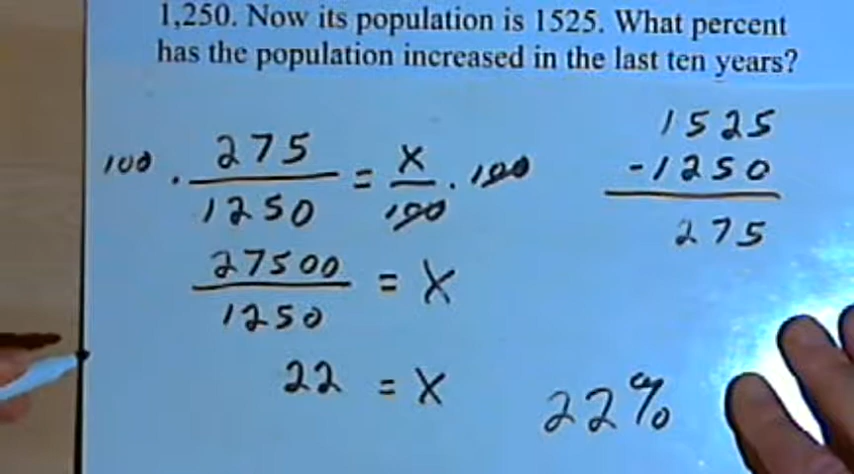 1,250. Now its population is 1525. What percent
has the population increased in the last ten years?
100 · 275/1250 = X/100 · 100
27500/1250 = X
22 = X
1525
-1250
275
22%